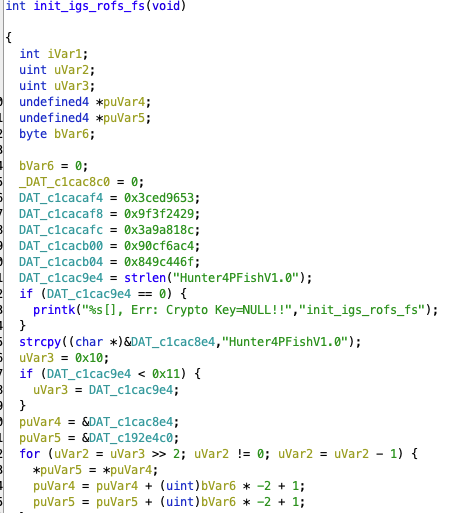 int init_igs_rofs_fs(void)
{
int iVar1;
uint uVar2;
uint uVar3;
undefined4 *puVar4;
undefined4 *puVar5;
byte bVar6;
bVar6 = 0;
_DAT_c1cac8c0 = 0;
DAT_c1cacaf4 = 0x3ced9653;
DAT_c1cacaf8 = 0x9f3f2429;
DAT_c1cacafc = 0x3a9a818c;
DAT_c1cacb00 = 0x90cf6ac4;
DAT_c1cacb04 = 0x849c446f;
DAT_c1cac9e4 = strlen("Hunter4PFishV1.0");
if (DAT_c1cac9e4 == 0) {
printk("%s[], Err: Crypto Key=NULL!!","init_igs_rofs_fs");
}
strcpy((char *)&DAT_c1cac8e4,"Hunter4PFishV1.0");
uVar3 = 0x10;
if (DAT_c1cac9e4 < 0x11) {
uVar3 = DAT_c1cac9e4;
}
puVar4 = &DAT_c1cac8e4;
puVar5 = &DAT_c192e4c0;
for (uVar2 = uVar3 >> 2; uVar2 != 0; uVar2 = uVar2 - 1) {
*puVar5 = *puVar4;
puVar4 = puVar4 + (uint)bVar6 * -2 + 1;
puVar5 = puVar5 + (uint)bVar6 * -2 + 1;